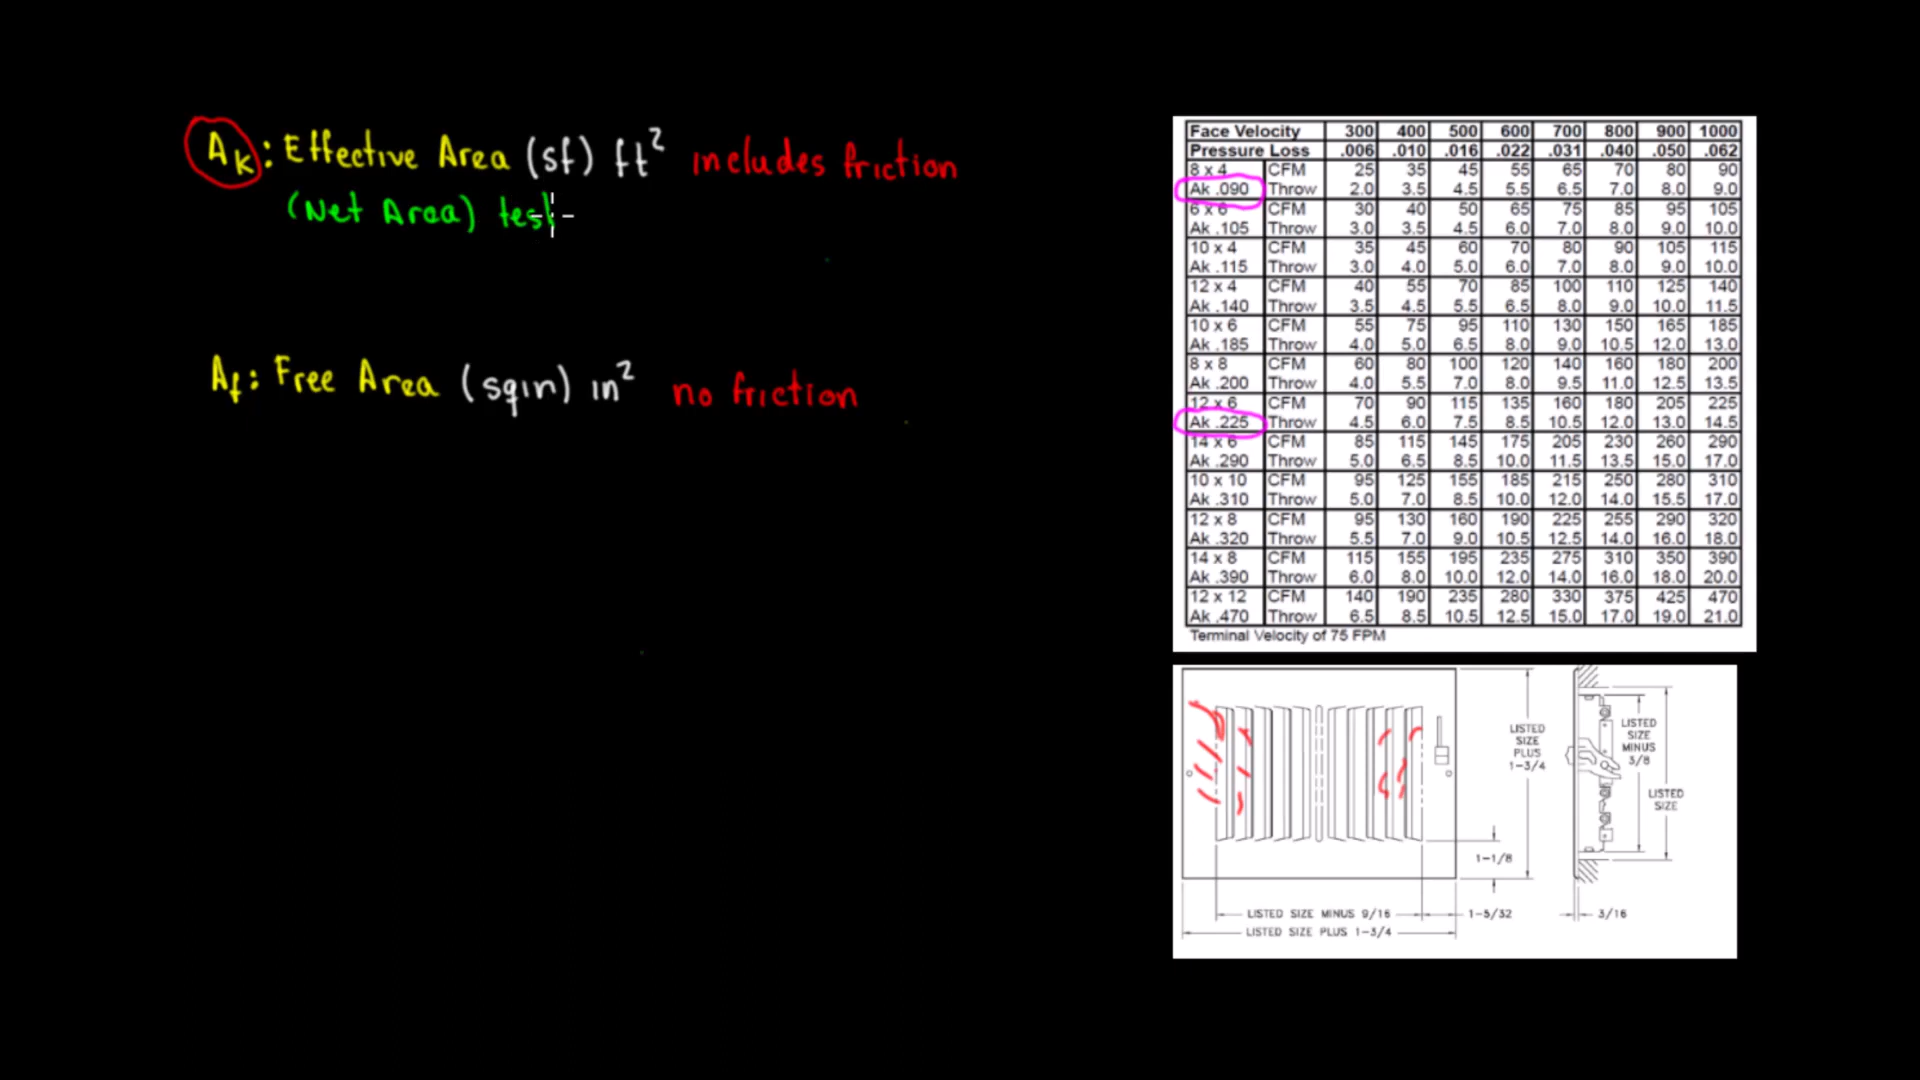 AK: Effective Area (sf) ft² includes friction
(Net Area) test
Af: Free Area (sqin) in² no friction
Face Velocity 300 400 500 600 700 800 900 1000
Pressure Loss .006 .010 .016 .022 .031 .040 .050 .062
8 x 4 CFM 25 35 45 55 65 70 80 90
Ak .090 Throw 2.0 3.5 4.5 5.5 6.5 7.0 8.0 9.0
6 x 6 CFM 30 40 50 65 75 85 95 105
Ak .105 Throw 3.0 3.5 4.5 6.0 7.0 8.0 9.0 10.0
10 x 4 CFM 35 45 60 70 80 90 105 115
Ak .115 Throw 3.0 4.0 5.0 6.0 7.0 8.0 9.0 10.0
12 x 4 CFM 40 55 70 85 100 110 125 140
Ak .140 Throw 3.5 4.5 5.5 6.5 8.0 9.0 10.0 11.5
10 x 6 CFM 55 75 95 110 130 150 165 185
Ak .185 Throw 4.0 5.0 6.5 8.0 9.0 10.5 12.0 13.0
8 x 8 CFM 60 80 100 120 140 160 180 200
Ak .200 Throw 4.0 5.5 7.0 8.0 9.5 11.0 12.5 13.5
12 x 6 CFM 70 90 115 135 160 180 205 225
Ak .225 Throw 4.5 6.0 7.5 8.5 10.5 12.0 13.0 14.5
14 x 6 CFM 85 115 145 175 205 230 260 290
Ak .290 Throw 5.0 6.5 8.5 10.0 11.5 13.5 15.0 17.0
10 x 10 CFM 95 125 155 185 215 250 280 310
Ak .310 Throw 5.0 7.0 8.5 10.0 12.0 14.0 15.5 17.0
12 x 8 CFM 95 130 160 190 225 255 290 320
Ak .320 Throw 5.5 7.0 9.0 10.5 12.5 14.0 16.0 18.0
14 x 8 CFM 115 155 195 235 275 310 350 390
Ak .390 Throw 6.0 8.0 10.0 12.0 14.0 16.0 18.0 20.0
12 x 12 CFM 140 190 235 280 330 375 425 470
Ak .470 Throw 6.5 8.5 10.5 12.5 15.0 17.0 19.0 21.0
Terminal Velocity of 75 FPM
LISTED
SIZE
PLUS
1-3/4
LISTED
SIZE
MINUS
3/8
LISTED
SIZE
1-1/8
LISTED SIZE MINUS 9/16
1-5/32
3/16
LISTED SIZE PLUS 1-3/4